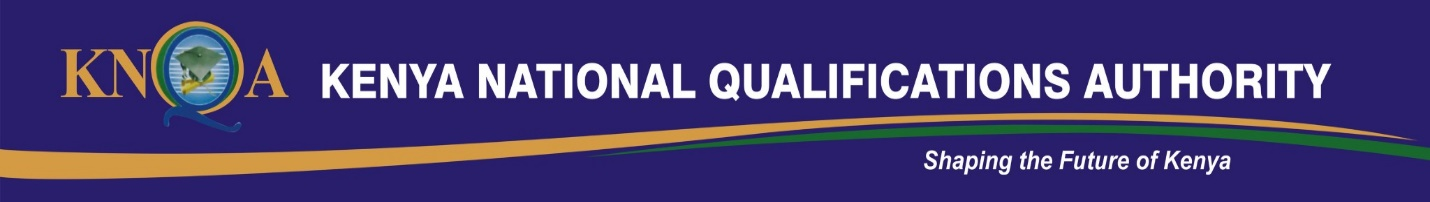 KNQA KENYA NATIONAL QUALIFICATIONS AUTHORITY
Shaping the Future of Kenya